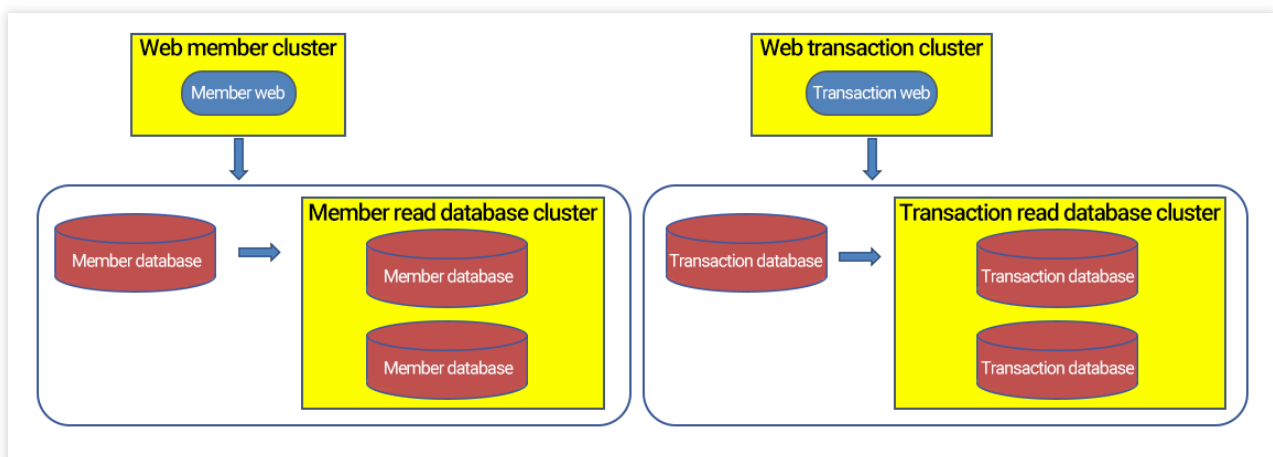 Web member cluster
Member web
Web transaction cluster
Transaction web
Member database
Member read database cluster
Member database
Member database
Transaction database
Transaction read database cluster
Transaction database
Transaction database